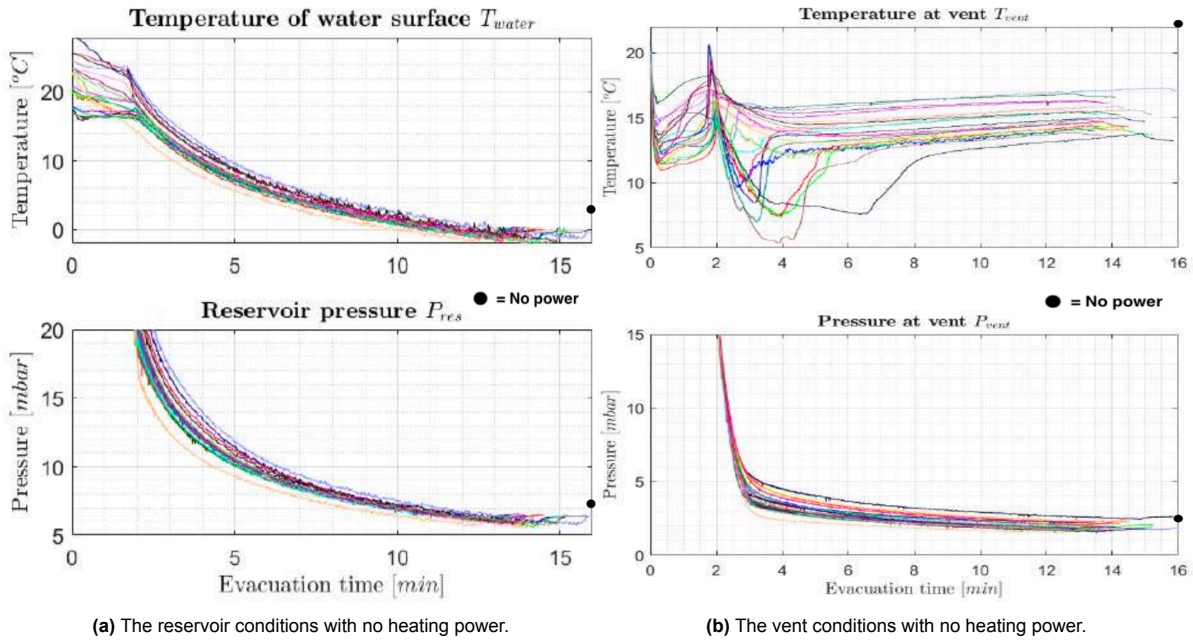 Temperature of water surface T_water
Temperature [°C]
20
10
0
0 5 10 15
● = No power
Reservoir pressure P_res
Pressure [mbar]
20
15
10
5
0 5 10 15
Evacuation time [min]
(a) The reservoir conditions with no heating power.
Temperature at vent T_vent
Temperature [°C]
20
15
10
5
0 2 4 6 8 10 12 14 16
● = No power
Pressure at vent P_vent
Pressure [mbar]
15
10
5
0
0 2 4 6 8 10 12 14 16
Evacuation time [min]
(b) The vent conditions with no heating power.